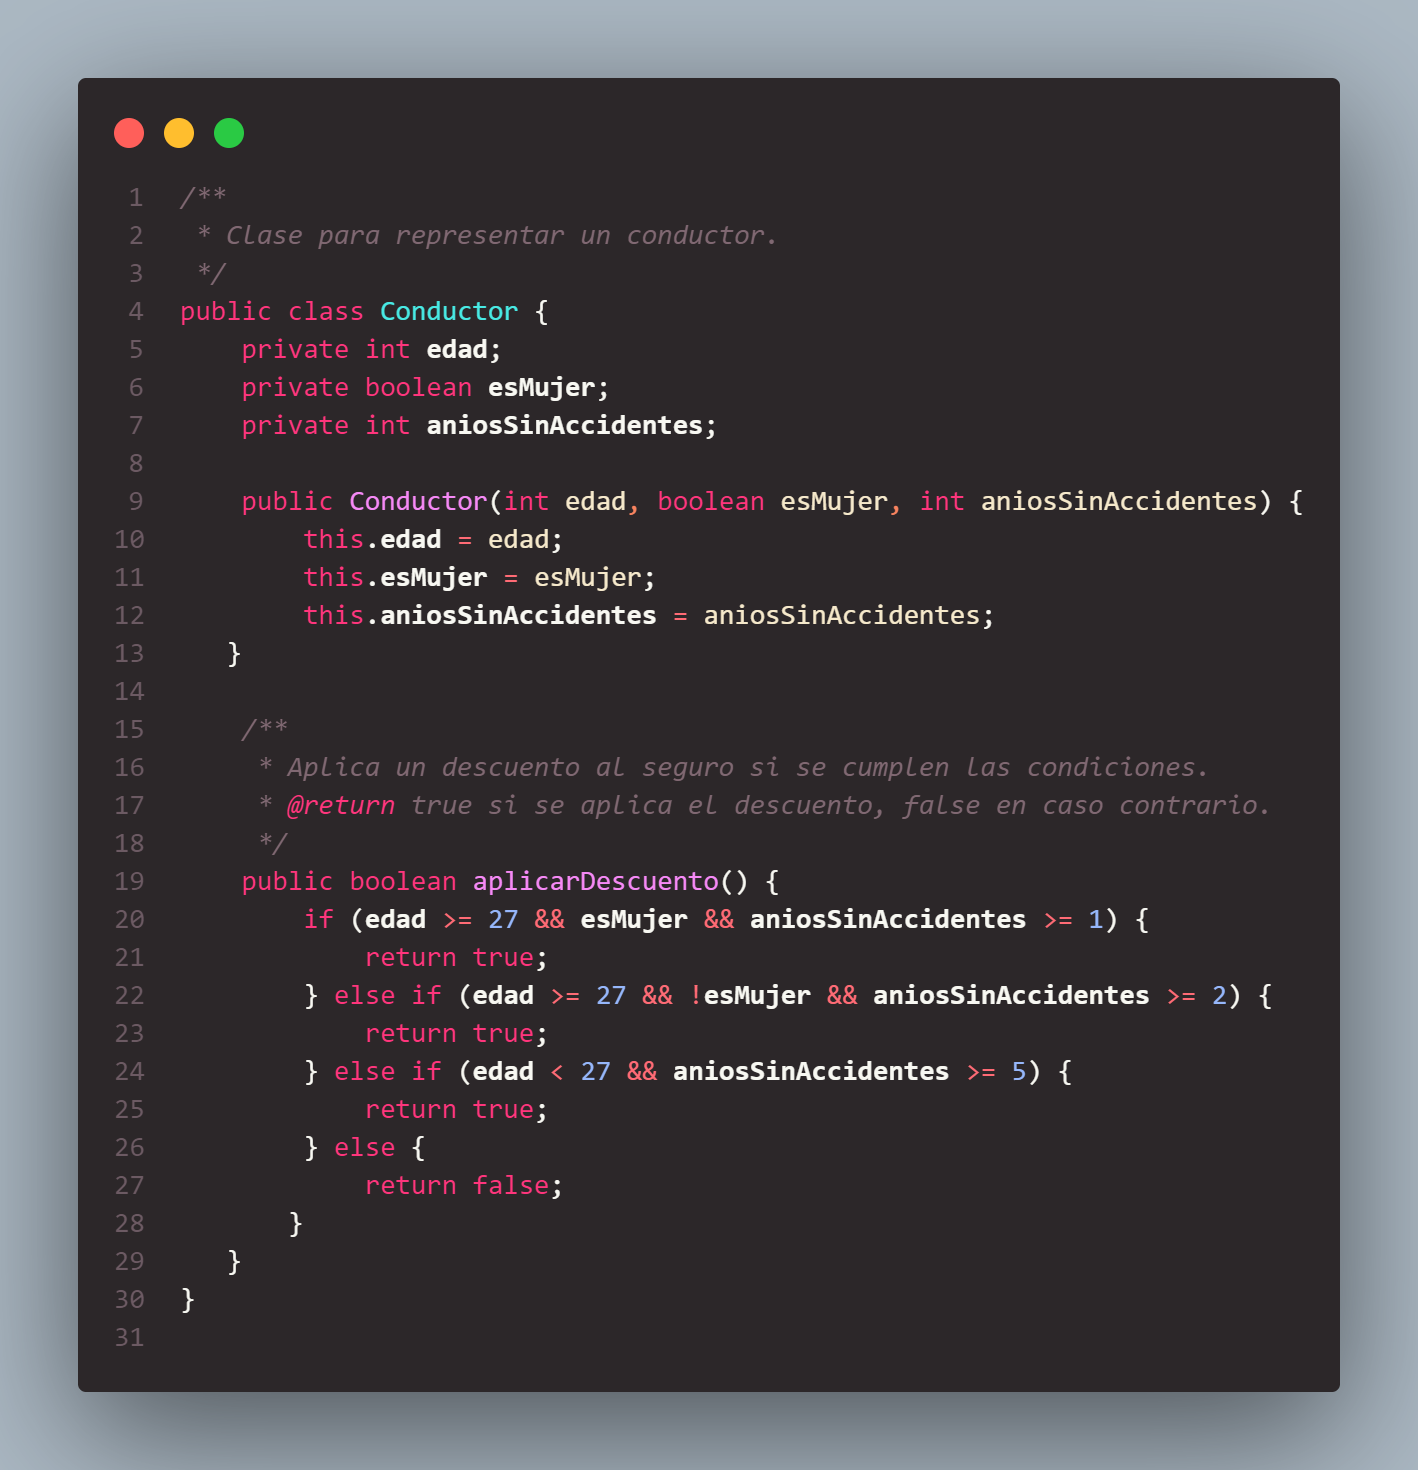 1 /**
2  * Clase para representar un conductor.
3  */
4 public class Conductor {
5     private int edad;
6     private boolean esMujer;
7     private int aniosSinAccidentes;
8
9     public Conductor(int edad, boolean esMujer, int aniosSinAccidentes) {
10         this.edad = edad;
11         this.esMujer = esMujer;
12         this.aniosSinAccidentes = aniosSinAccidentes;
13    }
14
15     /**
16      * Aplica un descuento al seguro si se cumplen las condiciones.
17      * @return true si se aplica el descuento, false en caso contrario.
18      */
19     public boolean aplicarDescuento() {
20         if (edad >= 27 && esMujer && aniosSinAccidentes >= 1) {
21             return true;
22         } else if (edad >= 27 && !esMujer && aniosSinAccidentes >= 2) {
23             return true;
24         } else if (edad < 27 && aniosSinAccidentes >= 5) {
25             return true;
26         } else {
27             return false;
28        }
29    }
30 }
31